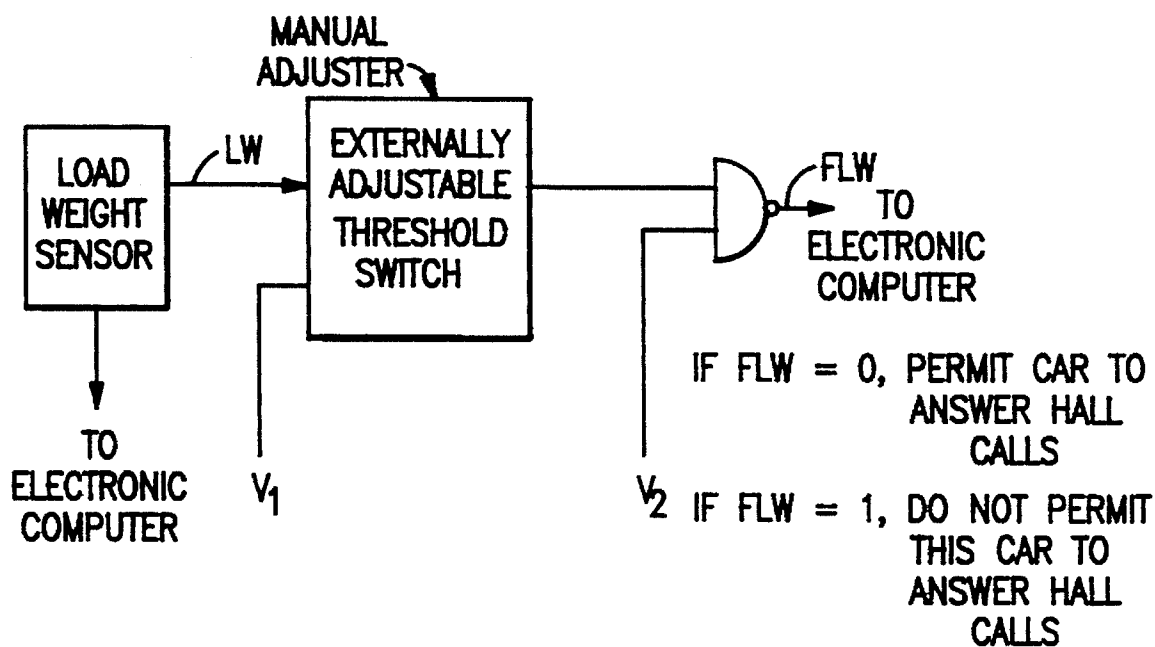 MANUAL
ADJUSTER
LOAD
WEIGHT
SENSOR
LW
EXTERNALLY
ADJUSTABLE
THRESHOLD
SWITCH
FLW
TO
ELECTRONIC
COMPUTER
TO
ELECTRONIC
COMPUTER
V1
V2
IF FLW = 0, PERMIT CAR TO
ANSWER HALL
CALLS
IF FLW = 1, DO NOT PERMIT
THIS CAR TO
ANSWER HALL
CALLS